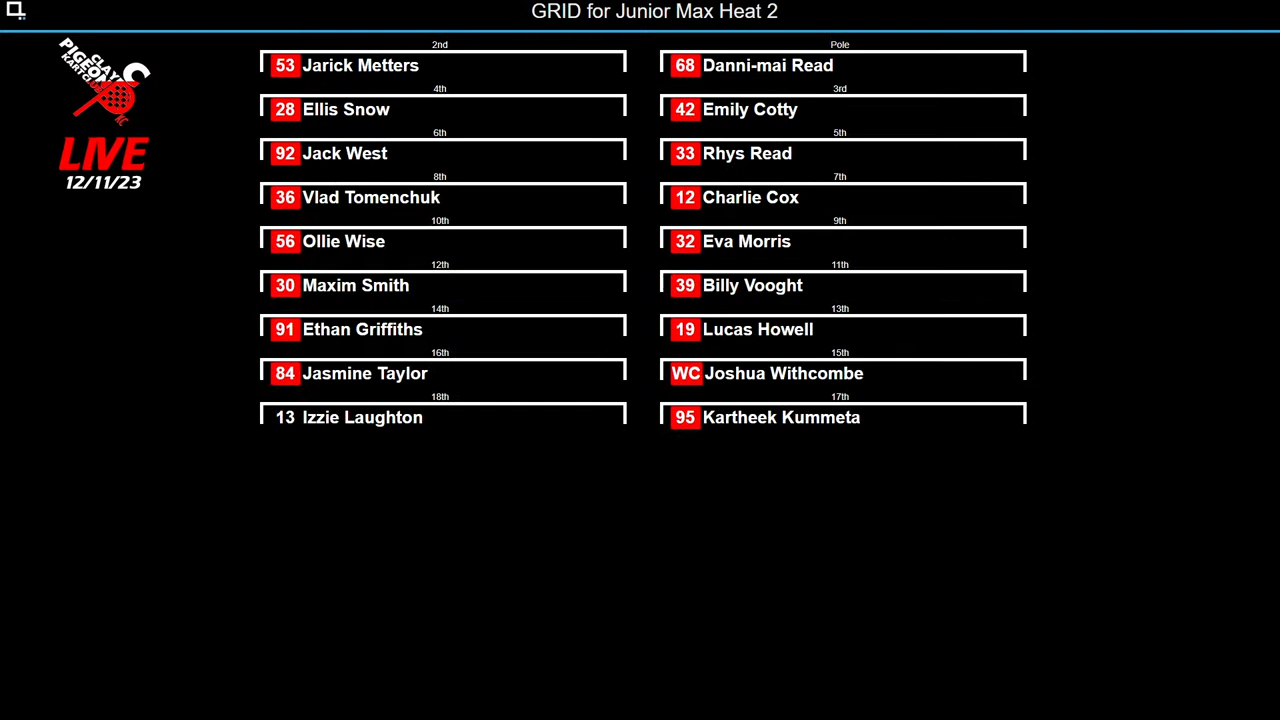 GRID for Junior Max Heat 2
CLAY
PIGEON
KART CLUB
LIVE
12/11/23
2nd
53 Jarick Metters
Pole
68 Danni-mai Read
4th
28 Ellis Snow
3rd
42 Emily Cotty
6th
92 Jack West
5th
33 Rhys Read
8th
36 Vlad Tomenchuk
7th
12 Charlie Cox
10th
56 Ollie Wise
9th
32 Eva Morris
12th
30 Maxim Smith
11th
39 Billy Vooght
14th
91 Ethan Griffiths
13th
19 Lucas Howell
16th
84 Jasmine Taylor
15th
WC Joshua Withcombe
18th
13 Izzie Laughton
17th
95 Kartheek Kummeta